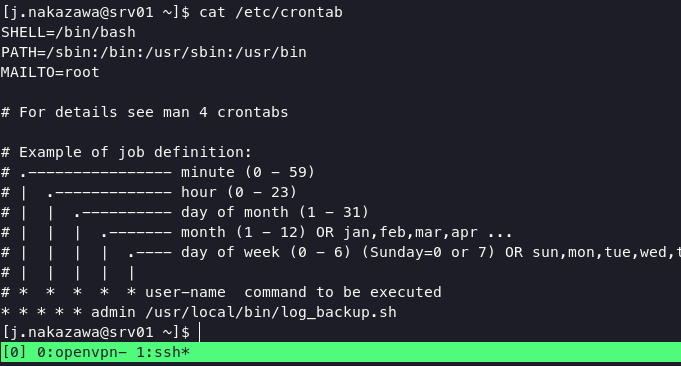 [j.nakazawa@srv01 ~]$ cat /etc/crontab
SHELL=/bin/bash
PATH=/sbin:/bin:/usr/sbin:/usr/bin
MAILTO=root
# For details see man 4 crontabs
# Example of job definition:
# .---------------- minute (0 - 59)
# |  .------------- hour (0 - 23)
# |  |  .---------- day of month (1 - 31)
# |  |  |  .------- month (1 - 12) OR jan,feb,mar,apr ...
# |  |  |  |  .---- day of week (0 - 6) (Sunday=0 or 7) OR sun,mon,tue,wed,t
# |  |  |  |  |
# *  *  *  *  * user-name  command to be executed
* * * * * admin /usr/local/bin/log_backup.sh
[j.nakazawa@srv01 ~]$
[0] 0:openvpn- 1:ssh*